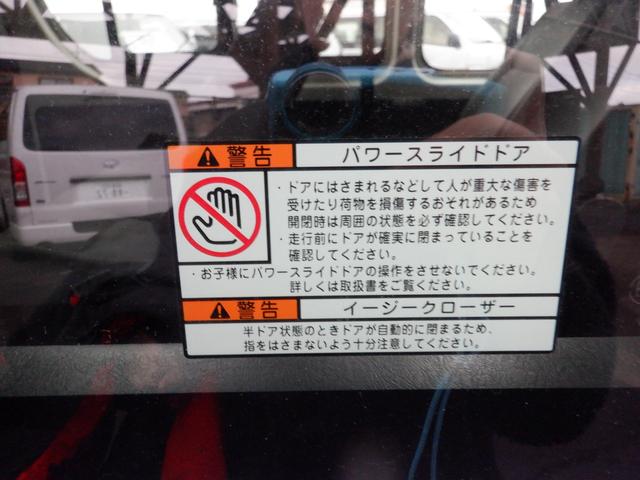 警告 パワースライドドア
・ドアにはさまれるなどして人が重大な傷害を
受けたり荷物を損傷するおそれがあるため
開閉時は周囲の状態を必ず確認してください。
・走行前にドアが確実に閉まっていることを
確認してください。
・お子様にパワースライドドアの操作をさせないでください。
詳しくは取扱書をご覧ください。
警告 イージークローザー
半ドア状態のときドアが自動的に閉まるため、
指をはさまないよう十分注意してください。